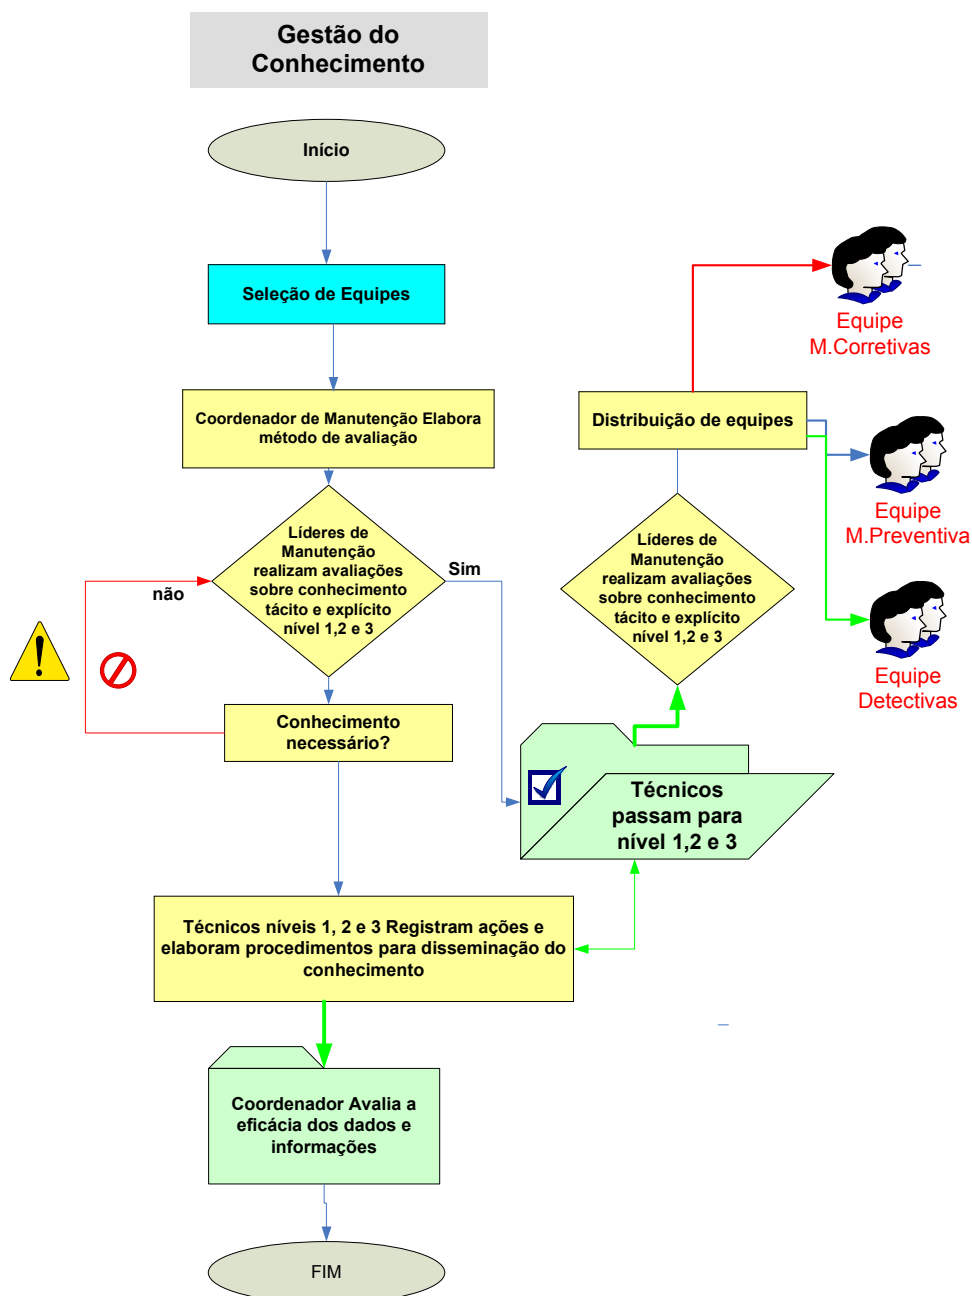 Gestão do
Conhecimento
Início
Seleção de Equipes
Coordenador de Manutenção Elabora
método de avaliação
Líderes de
Manutenção
realizam avaliações
sobre conhecimento
tácito e explícito
nível 1,2 e 3
não
Sim
Conhecimento
necessário?
Técnicos níveis 1, 2 e 3 Registram ações e
elaboram procedimentos para disseminação do
conhecimento
Coordenador Avalia a
eficácia dos dados e
informações
FIM
Técnicos
passam para
nível 1,2 e 3
Líderes de
Manutenção
realizam avaliações
sobre conhecimento
tácito e explícito
nível 1,2 e 3
Distribuição de equipes
Equipe
M.Corretivas
Equipe
M.Preventiva
Equipe
Detectivas